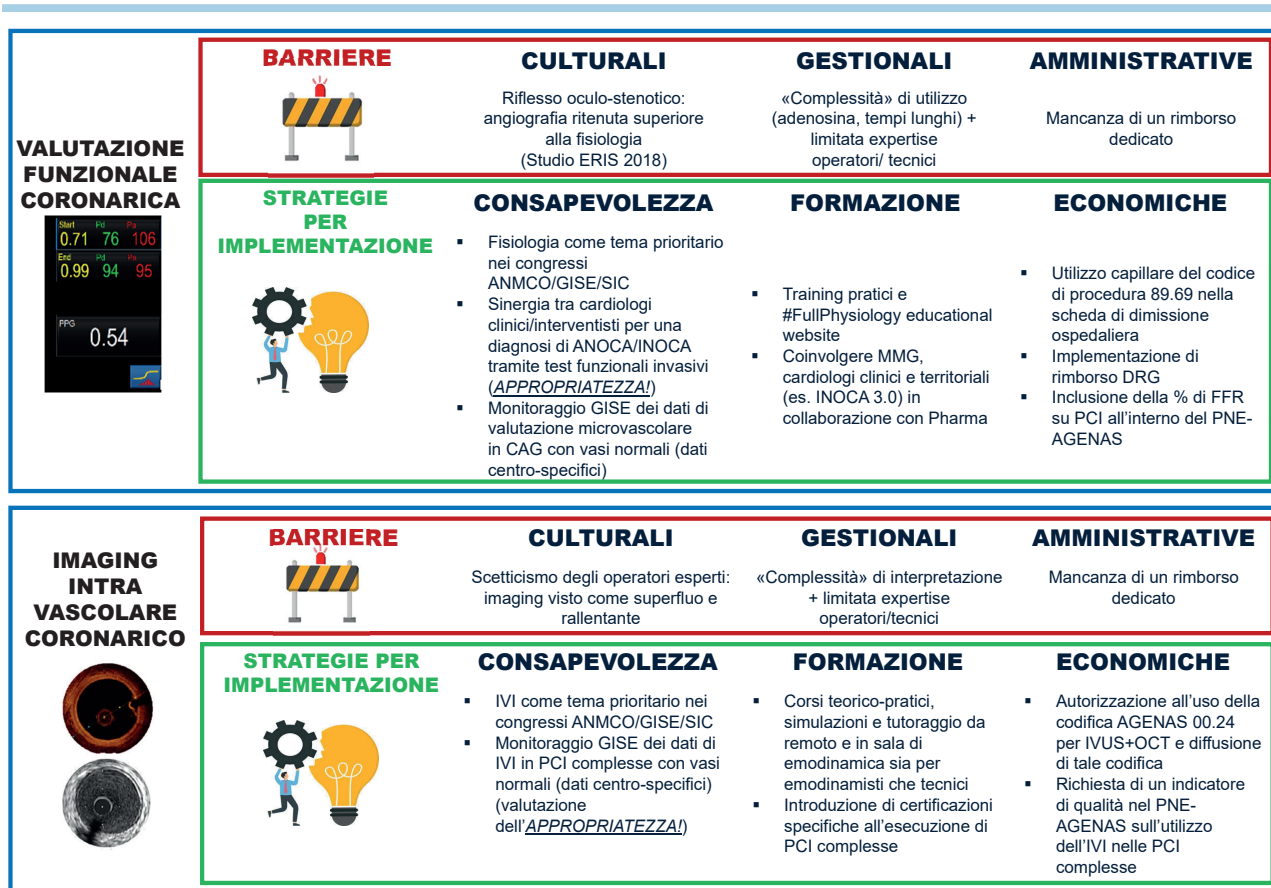 VALUTAZIONE
FUNZIONALE
CORONARICA
Start Pd Pa
0.71 76 106
End Pd Pa
0.99 94 95
PPG
0.54
BARRIERE
CULTURALI
Riflesso oculo-stenotico:
angiografia ritenuta superiore
alla fisiologia
(Studio ERIS 2018)
GESTIONALI
«Complessità» di utilizzo
(adenosina, tempi lunghi) +
limitata expertise
operatori/ tecnici
AMMINISTRATIVE
Mancanza di un rimborso
dedicato
STRATEGIE
PER
IMPLEMENTAZIONE
CONSAPEVOLEZZA
▪ Fisiologia come tema prioritario
nei congressi
ANMCO/GISE/SIC
▪ Sinergia tra cardiologi
clinici/interventisti per una
diagnosi di ANOCA/INOCA
tramite test funzionali invasivi
(APPROPRIATEZZA!)
▪ Monitoraggio GISE dei dati di
valutazione microvascolare
in CAG con vasi normali (dati
centro-specifici)
FORMAZIONE
▪ Training pratici e
#FullPhysiology educational
website
▪ Coinvolgere MMG,
cardiologi clinici e territoriali
(es. INOCA 3.0) in
collaborazione con Pharma
ECONOMICHE
▪ Utilizzo capillare del codice
di procedura 89.69 nella
scheda di dimissione
ospedaliera
▪ Implementazione di
rimborso DRG
▪ Inclusione della % di FFR
su PCI all’interno del PNE-
AGENAS
IMAGING
INTRA
VASCOLARE
CORONARICO
BARRIERE
CULTURALI
Scetticismo degli operatori esperti:
imaging visto come superfluo e
rallentante
GESTIONALI
«Complessità» di interpretazione
+ limitata expertise
operatori/tecnici
AMMINISTRATIVE
Mancanza di un rimborso
dedicato
STRATEGIE PER
IMPLEMENTAZIONE
CONSAPEVOLEZZA
▪ IVI come tema prioritario nei
congressi ANMCO/GISE/SIC
▪ Monitoraggio GISE dei dati di
IVI in PCI complesse con vasi
normali (dati centro-specifici)
(valutazione
dell’APPROPRIATEZZA!)
FORMAZIONE
▪ Corsi teorico-pratici,
simulazioni e tutoraggio da
remoto e in sala di
emodinamica sia per
emodinamisti che tecnici
▪ Introduzione di certificazioni
specifiche all’esecuzione di
PCI complesse
ECONOMICHE
▪ Autorizzazione all’uso della
codifica AGENAS 00.24
per IVUS+OCT e diffusione
di tale codifica
▪ Richiesta di un indicatore
di qualità nel PNE-
AGENAS sull’utilizzo
dell’IVI nelle PCI
complesse